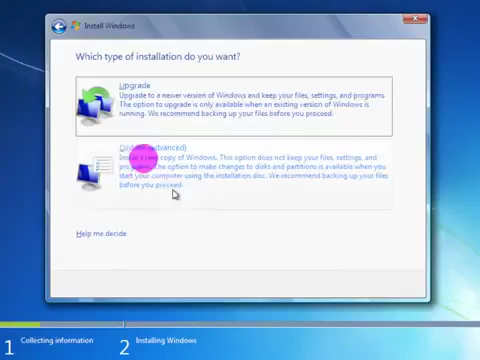 Install Windows
Which type of installation do you want?
Upgrade
Upgrade to a newer version of Windows and keep your files, settings, and programs.
The option to upgrade is only available when an existing version of Windows is
running. We recommend backing up your files before you proceed.
(advanced)
Install a new copy of Windows. This option does not keep your files, settings, and
The option to make changes to disks and partitions is available when you
start your computer using the installation disc. We recommend backing up your files
before you proceed.
Help me decide
1 Collecting information
2 Installing Windows